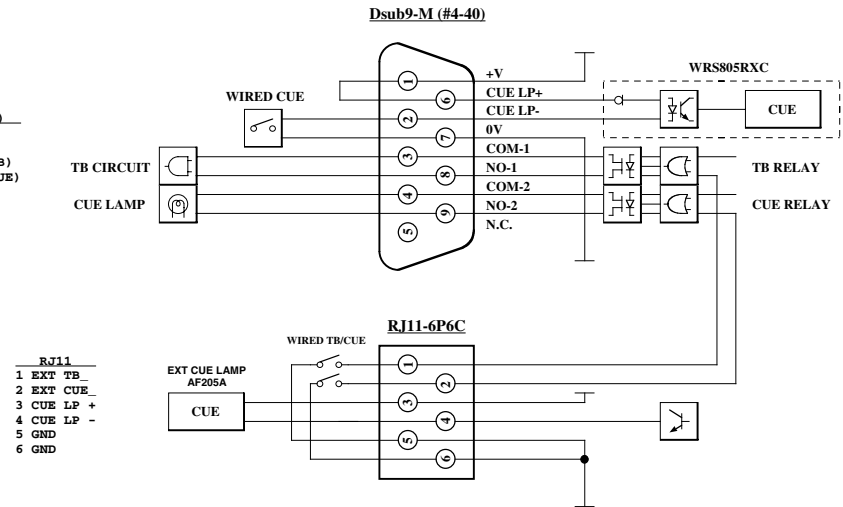 Dsub9-M (#4-40)
)
B)
UE)
WIRED CUE
TB CIRCUIT
CUE LAMP
1
6
2
7
3
8
4
9
5
+V
CUE LP+
CUE LP-
0V
COM-1
NO-1
COM-2
NO-2
N.C.
WRS805RXC
CUE
TB RELAY
CUE RELAY
RJ11-6P6C
WIRED TB/CUE
EXT CUE LAMP
AF205A
CUE
1
2
3
4
5
6
RJ11
1 EXT TB_
2 EXT CUE_
3 CUE LP +
4 CUE LP -
5 GND
6 GND